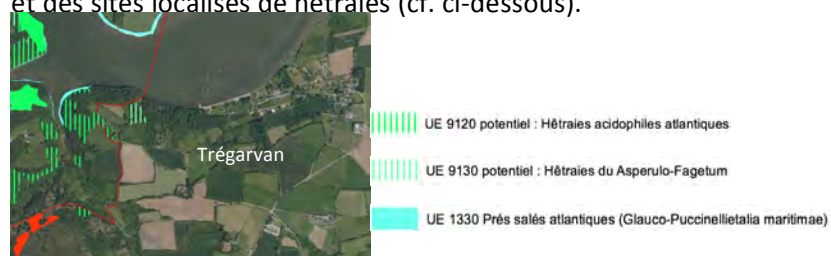 et des sites localisés de hêtraies (cf. ci-dessous).
Trégarvan
UE 9120 potentiel : Hêtraies acidophiles atlantiques
UE 9130 potentiel : Hêtraies du Asperulo-Fagetum
UE 1330 Prés salés atlantiques (Glauco-Puccinellietalia maritimae)